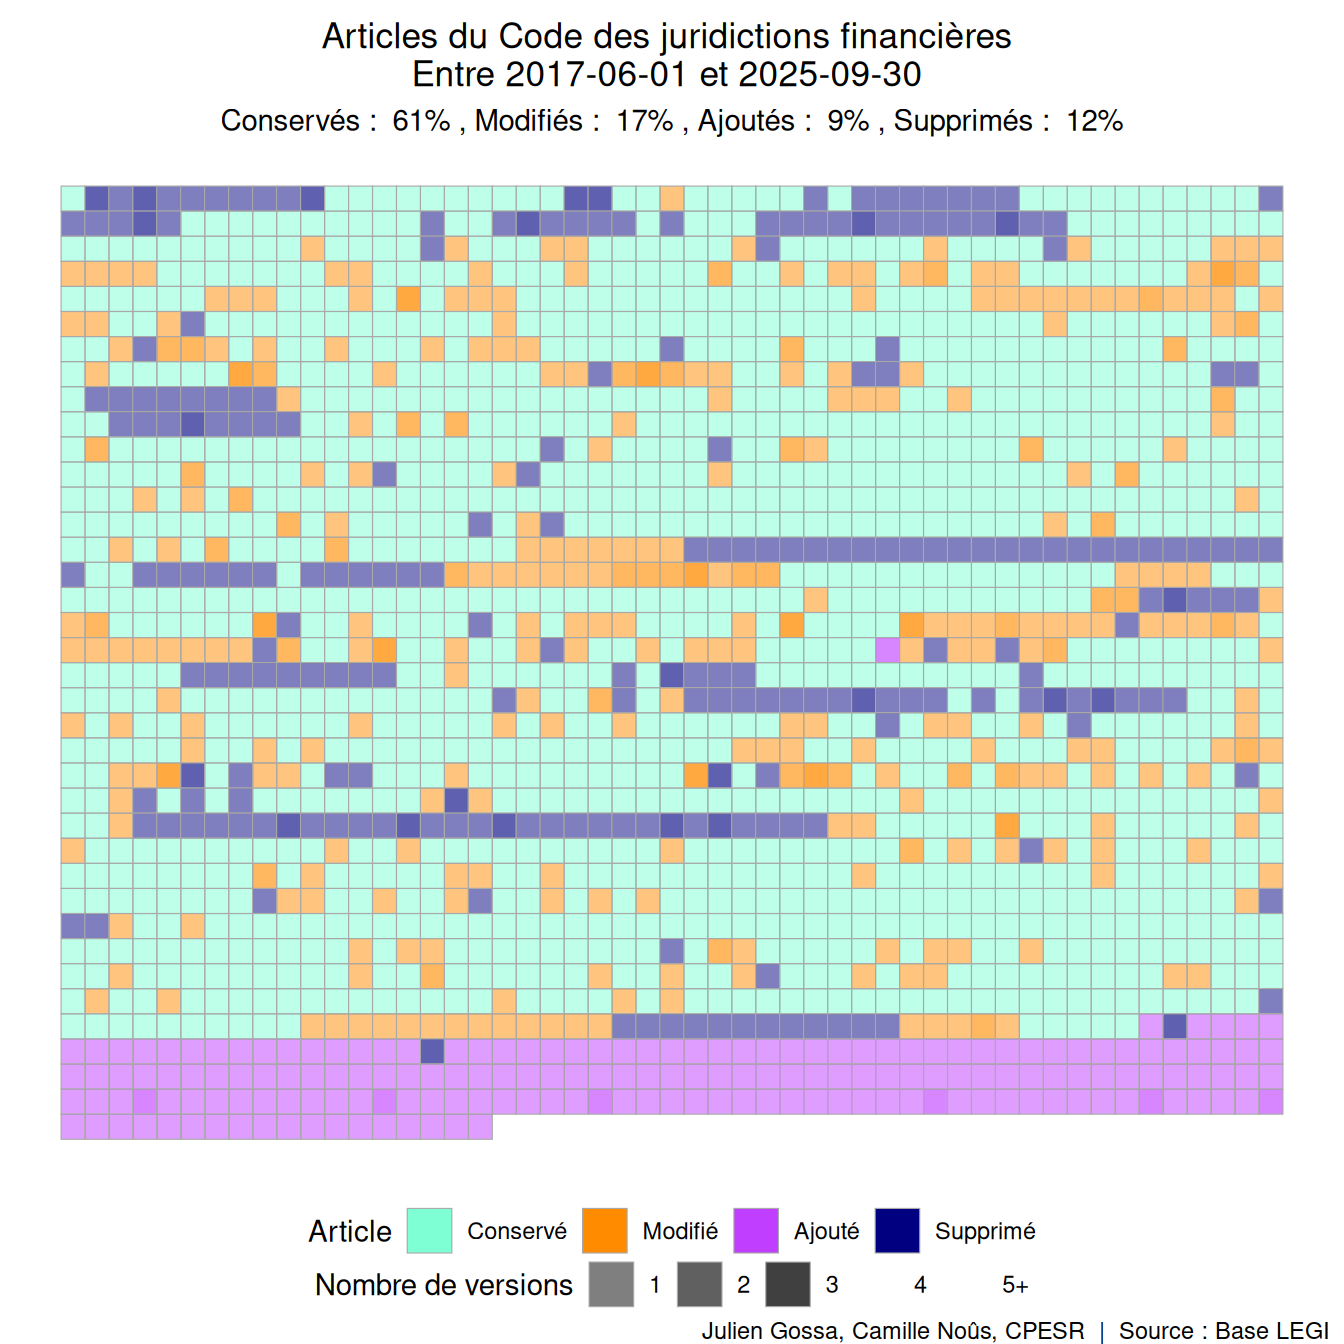 Articles du Code des juridictions financières
Entre 2017-06-01 et 2025-09-30
Conservés :  61% , Modifiés :  17% , Ajoutés :  9% , Supprimés :  12%
Article Conservé Modifié Ajouté Supprimé
Nombre de versions 1 2 3 4 5+
Julien Gossa, Camille Noûs, CPESR  |  Source : Base LEGI